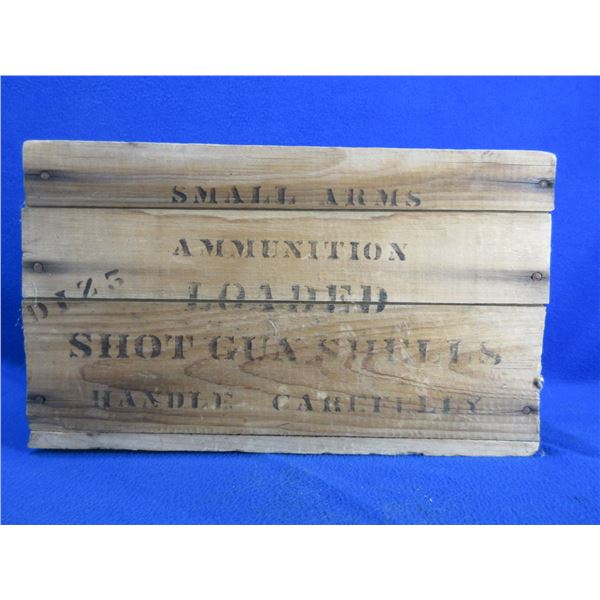 SMALL ARMS
AMMUNITION
LOADED
SHOT GUN SHELLS
HANDLE CAREFULLY